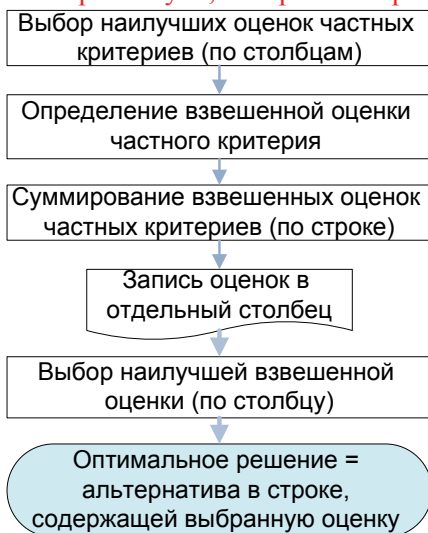 Выбор наилучших оценок частных
критериев (по столбцам)
Определение взвешенной оценки
частного критерия
Суммирование взвешенных оценок
частных критериев (по строке)
Запись оценок в
отдельный столбец
Выбор наилучшей взвешенной
оценки (по столбцу)
Оптимальное решение =
альтернатива в строке,
содержащей выбранную оценку